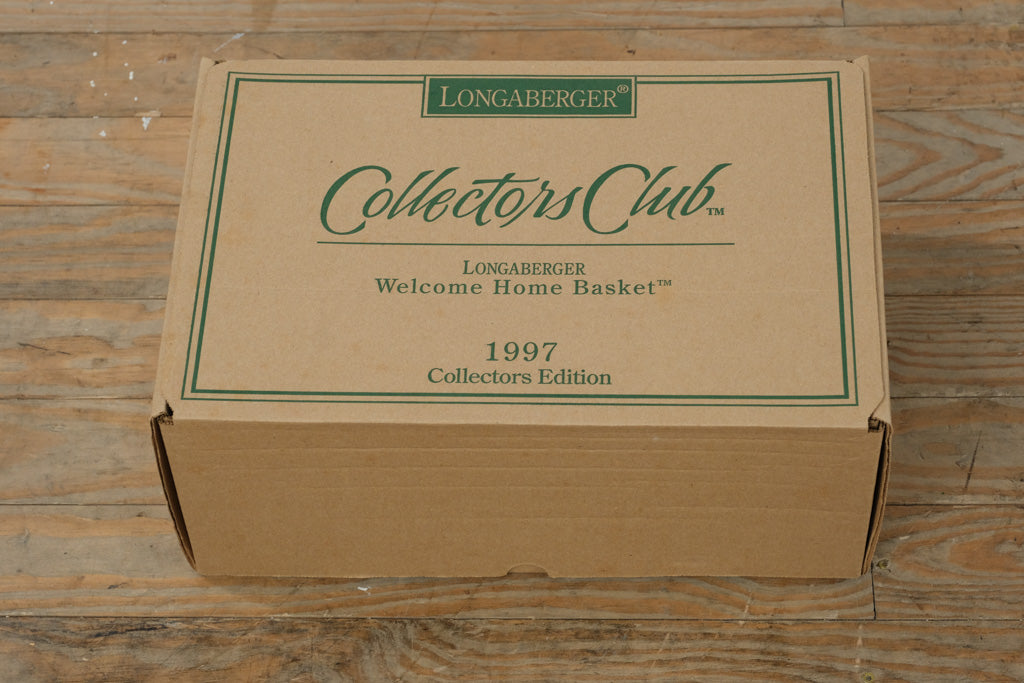 LONGABERGER®
Collectors Club™
LONGABERGER
Welcome Home Basket™
1997
Collectors Edition